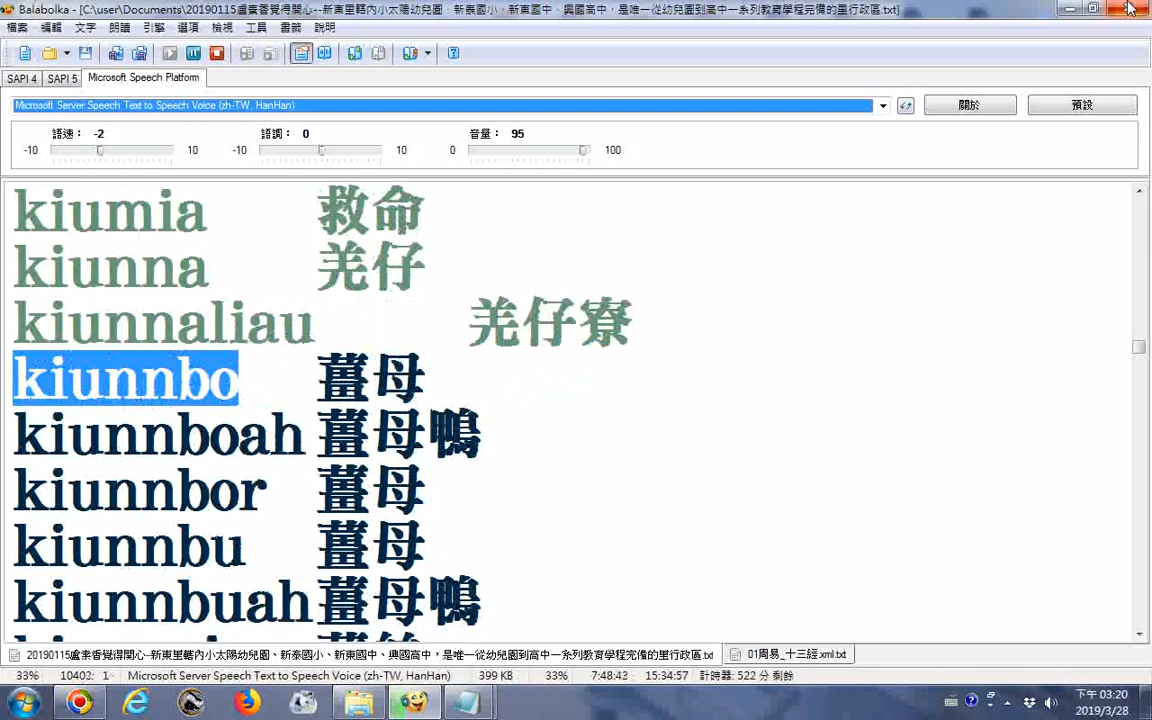 Balabolka - [C:\user\Documents\20190115盧素香覺得開心--新東里轄內小太陽幼兒園、新泰國小、新東國中、興國高中，是唯一從幼兒園到高中一系列教育學程完備的里行政區.txt]
檔案 編輯 文字 朗讀 引擎 選項 檢視 工具 書籤 說明
SAPI 4 SAPI 5 Microsoft Speech Platform
Microsoft Server Speech Text to Speech Voice (zh-TW, HanHan) 關於 預設
語速： -2 語調： 0 音量： 95
-10 10 -10 10 0 100
kiumia 救命
kiunna 羌仔
kiunnaliau 羌仔寮
kiunnbo 薑母
kiunnboah 薑母鴨
kiunnbor 薑母
kiunnbu 薑母
kiunnbuah 薑母鴨
20190115盧素香覺得開心--新東里轄內小太陽幼兒園、新泰國小、新東國中、興國高中，是唯一從幼兒園到高中一系列教育學程完備的里行政區.txt 01周易_十三經.xml.txt
33% 10402: 1 Microsoft Server Speech Text to Speech Voice (zh-TW, HanHan) 399 KB 33% 7:48:43 15:34:57 計時器: 522 分 剩餘
下午 03:20
2019/3/28